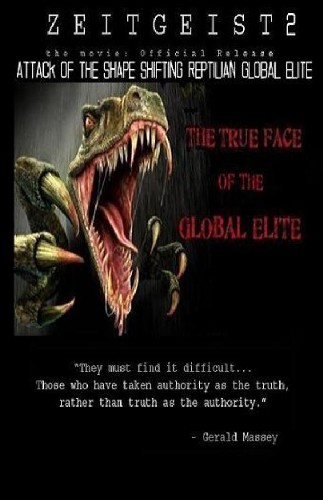 ZEITGEIST 2
the movie: Official Release
ATTACK OF THE SHAPE SHIFTING REPTILIAN GLOBAL ELITE
THE TRUE FACE
OF THE
GLOBAL ELITE
"They must find it difficult...
Those who have taken authority as the truth,
rather than truth as the authority."
- Gerald Massey